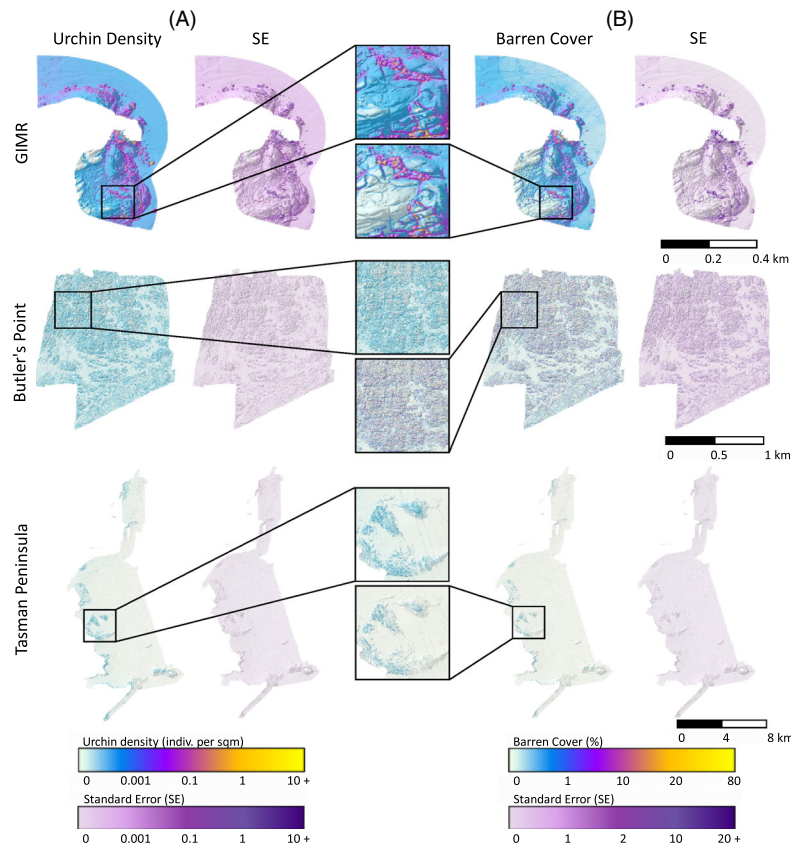 (A)
(B)
Urchin Density
SE
Barren Cover
SE
GIMR
0 0.2 0.4 km
Butler's Point
0 0.5 1 km
Tasman Peninsula
0 4 8 km
Urchin density (indiv. per sqm)
0 0.001 0.1 1 10 +
Standard Error (SE)
0 0.001 0.1 1 10 +
Barren Cover (%)
0 1 10 20 80
Standard Error (SE)
0 1 2 10 20 +